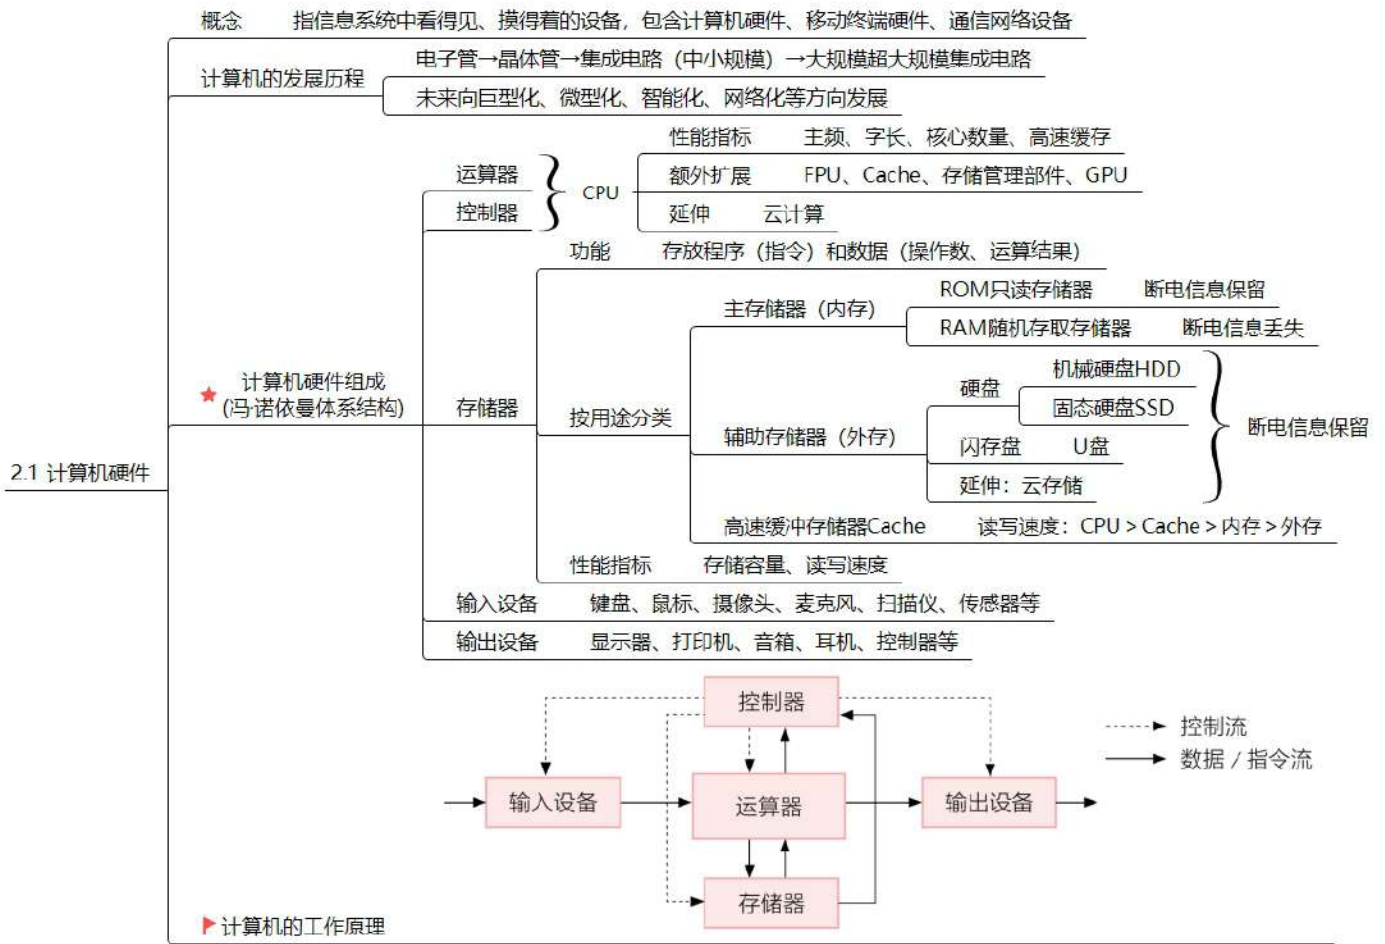 概念 指信息系统中看得见、摸得着的设备，包含计算机硬件、移动终端硬件、通信网络设备
计算机的发展历程
电子管→晶体管→集成电路（中小规模）→大规模超大规模集成电路
未来向巨型化、微型化、智能化、网络化等方向发展
运算器
控制器
CPU
性能指标 主频、字长、核心数量、高速缓存
额外扩展 FPU、Cache、存储管理部件、GPU
延伸 云计算
功能 存放程序（指令）和数据（操作数、运算结果）
主存储器（内存）
ROM只读存储器 断电信息保留
RAM随机存取存储器 断电信息丢失
计算机硬件组成
(冯·诺依曼体系结构)
存储器
按用途分类
辅助存储器（外存）
硬盘
机械硬盘HDD
固态硬盘SSD
闪存盘 U盘
延伸：云存储
断电信息保留
2.1 计算机硬件
高速缓冲存储器Cache 读写速度：CPU > Cache > 内存 > 外存
性能指标 存储容量、读写速度
输入设备 键盘、鼠标、摄像头、麦克风、扫描仪、传感器等
输出设备 显示器、打印机、音箱、耳机、控制器等
控制器
控制流
数据 / 指令流
输入设备
运算器
输出设备
存储器
计算机的工作原理